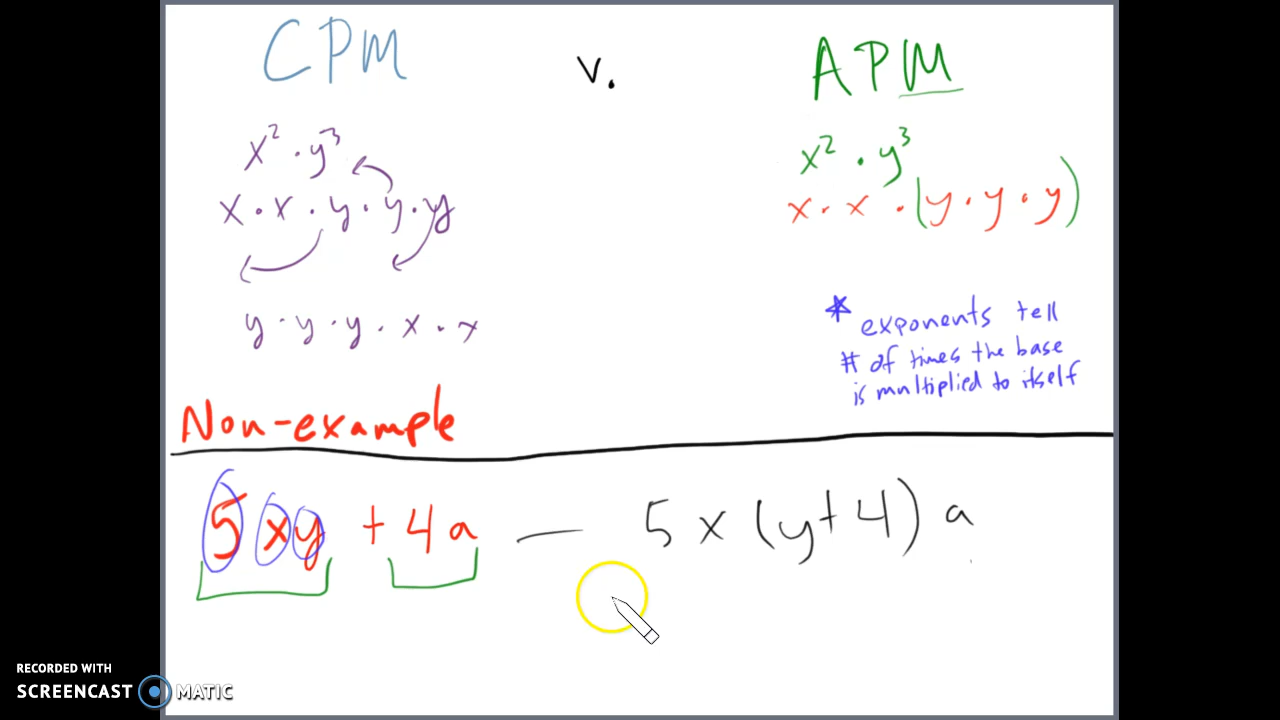 CPM v. APM
x² · y³
x · x · y · y · y
y · y · y · x · x
x² · y³
x · x · (y · y · y)
* exponents tell
# of times the base
is multiplied to itself
Non-example
5xy + 4a — 5x(y+4)a
RECORDED WITH
SCREENCAST MATIC